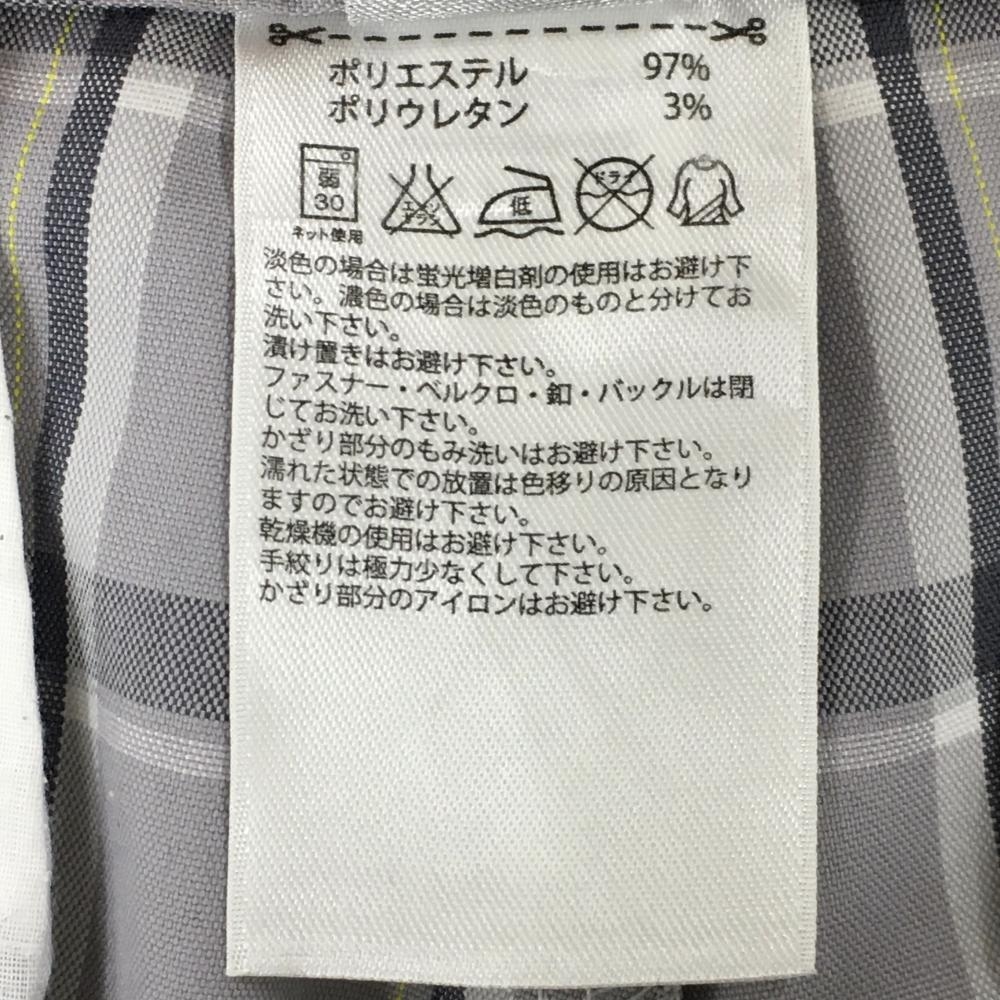 ポリエステル 97%
ポリウレタン 3%
弱
30
ネット使用
エンソ
サラシ
低
ドライ
淡色の場合は蛍光増白剤の使用はお避け下
さい。濃色の場合は淡色のものと分けてお
洗い下さい。
漬け置きはお避け下さい。
ファスナー・ベルクロ・釦・バックルは閉
じてお洗い下さい。
かざり部分のもみ洗いはお避け下さい。
濡れた状態での放置は色移りの原因となり
ますのでお避け下さい。
乾燥機の使用はお避け下さい。
手絞りは極力少なくして下さい。
かざり部分のアイロンはお避け下さい。